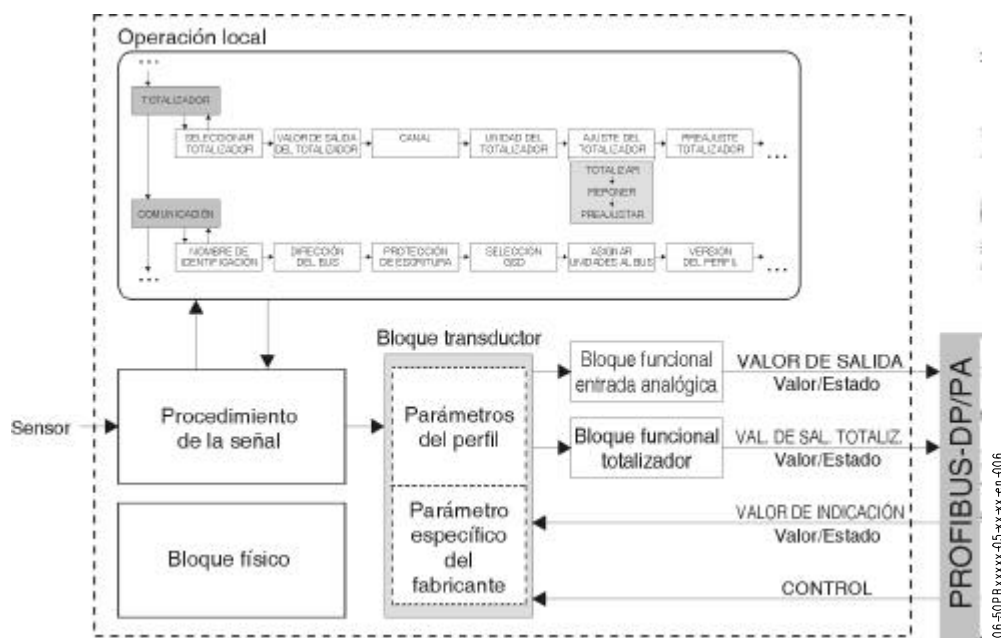 Operación local
...
TOTALIZADOR
SELECCIONAR
TOTALIZADOR
VALOR DE SALIDA
DEL TOTALIZADOR
CANAL
UNIDAD DEL
TOTALIZADOR
AJUSTE DEL
TOTALIZADOR
PREAJUSTE
TOTALIZADOR
...
TOTALIZAR
REPONER
PREAJUSTAR
COMUNICACIÓN
NOMBRE DE
IDENTIFICACIÓN
DIRECCIÓN
DEL BUS
PROTECCIÓN
DE ESCRITURA
SELECCIÓN
GSD
ASIGNAR
UNIDADES AL BUS
VERSIÓN
DEL PERFIL
...
...
Sensor
Procedimiento
de la señal
Bloque físico
Bloque transductor
Parámetros
del perfil
Parámetro
específico
del
fabricante
Bloque funcional
entrada analógica
Bloque funcional
totalizador
VALOR DE SALIDA
Valor/Estado
VAL. DE SAL. TOTALIZ.
Valor/Estado
VALOR DE INDICACIÓN
Valor/Estado
CONTROL
PROFIBUS-DP/PA